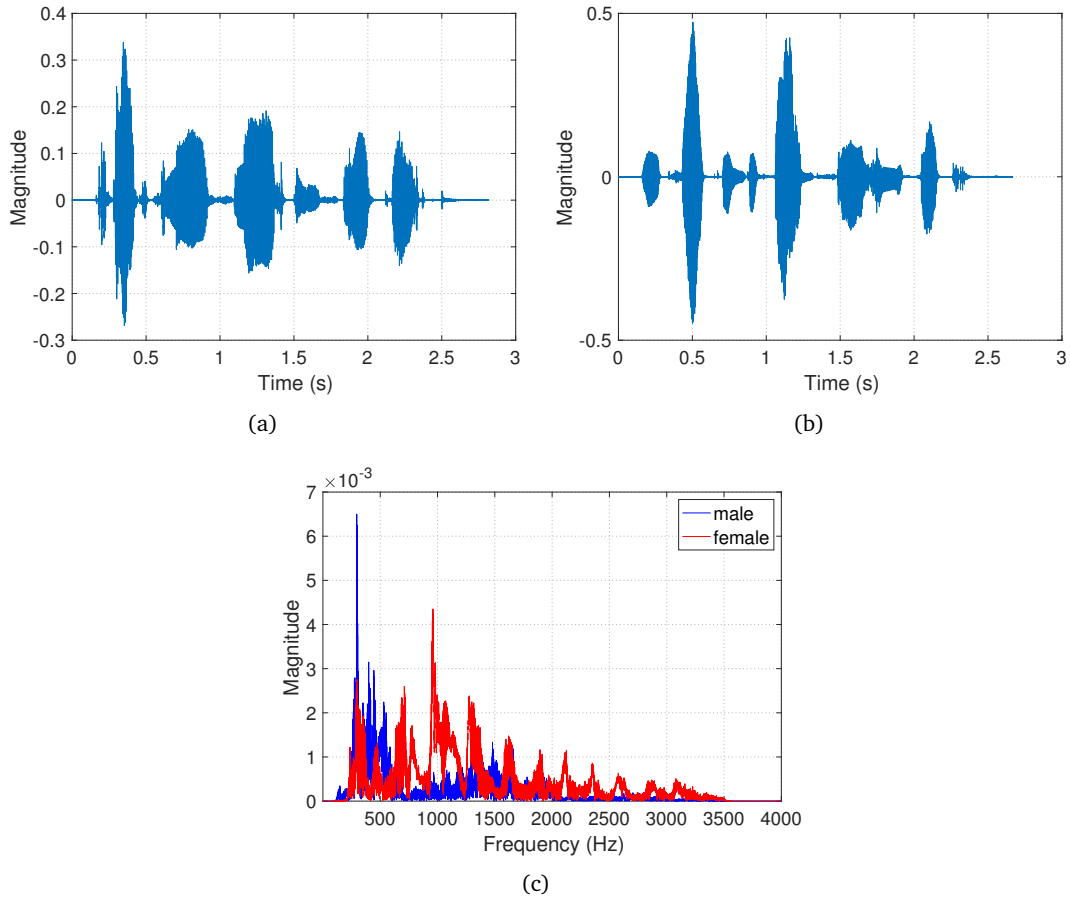 0.4
0.3
0.2
0.1
0
-0.1
-0.2
-0.3
Magnitude
0 0.5 1 1.5 2 2.5 3
Time (s)
(a)
0.5
0
-0.5
Magnitude
0 0.5 1 1.5 2 2.5 3
Time (s)
(b)
×10⁻³
7
6
5
4
3
2
1
0
Magnitude
male
female
500 1000 1500 2000 2500 3000 3500 4000
Frequency (Hz)
(c)